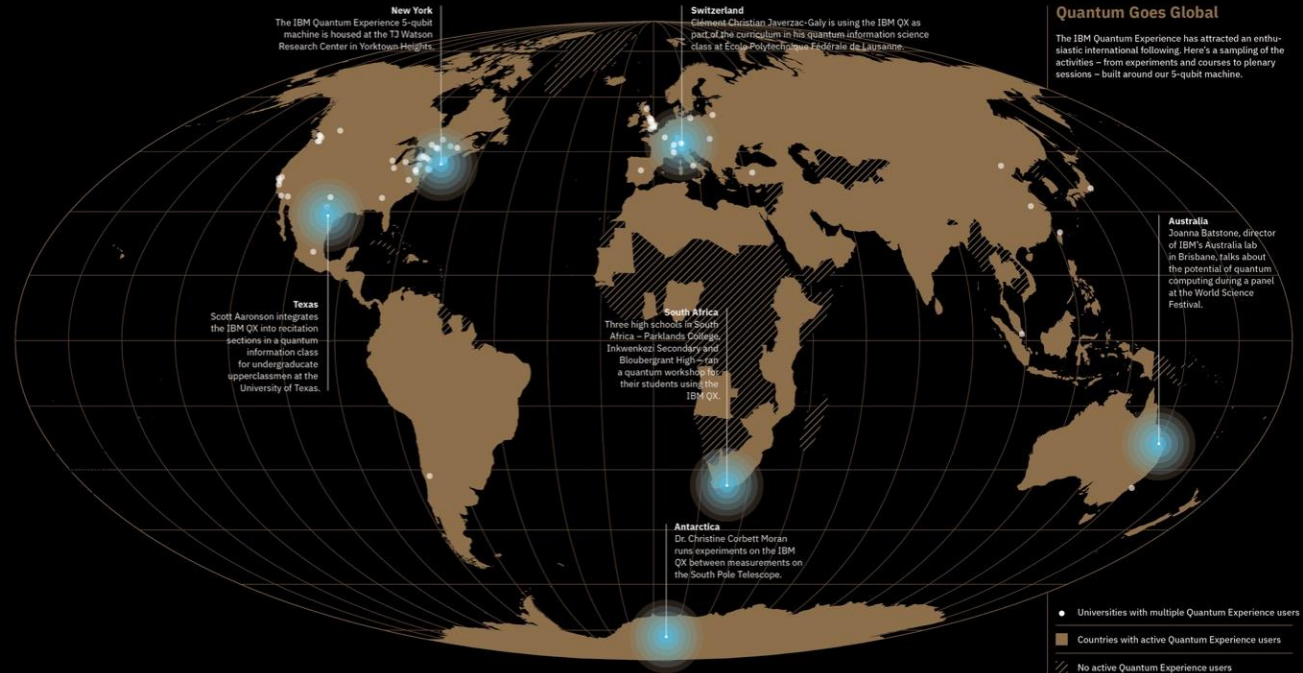 New York
The IBM Quantum Experience 5-qubit
machine is housed at the TJ Watson
Research Center in Yorktown Heights.
Switzerland
Clément Christian Javerzac-Galy is using the IBM QX as
part of the curriculum in his quantum information science
class at École Polytechnique Fédérale de Lausanne.
Quantum Goes Global
The IBM Quantum Experience has attracted an enthu-
siastic international following. Here's a sampling of the
activities – from experiments and courses to plenary
sessions – built around our 5-qubit machine.
Australia
Joanna Batstone, director
of IBM's Australia lab
in Brisbane, talks about
the potential of quantum
computing during a panel
at the World Science
Festival.
Texas
Scott Aaronson integrates
the IBM QX into recitation
sections in a quantum
information class
for undergraduate
upperclassmen at the
University of Texas.
South Africa
Three high schools in South
Africa – Parklands College,
Inkwenkezi Secondary and
Bloubergrant High – ran
a quantum workshop for
their students using the
IBM QX.
Antarctica
Dr. Christine Corbett Moran
runs experiments on the IBM
QX between measurements on
the South Pole Telescope.
Universities with multiple Quantum Experience users
Countries with active Quantum Experience users
No active Quantum Experience users